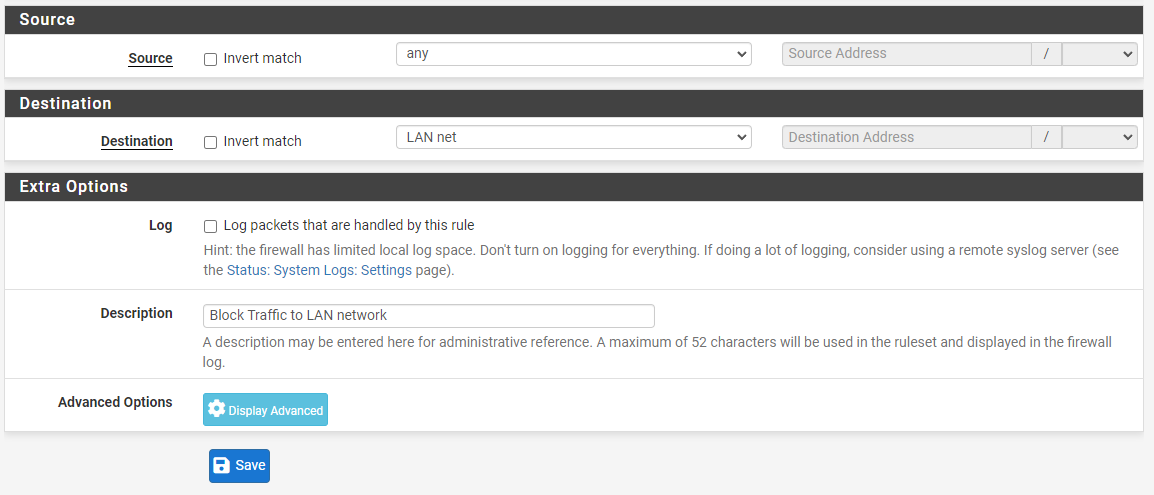 Source
Source Invert match any Source Address /
Destination
Destination Invert match LAN net Destination Address /
Extra Options
Log Log packets that are handled by this rule
Hint: the firewall has limited local log space. Don't turn on logging for everything. If doing a lot of logging, consider using a remote syslog server (see
the Status: System Logs: Settings page).
Description Block Traffic to LAN network
A description may be entered here for administrative reference. A maximum of 52 characters will be used in the ruleset and displayed in the firewall
log.
Advanced Options Display Advanced
Save